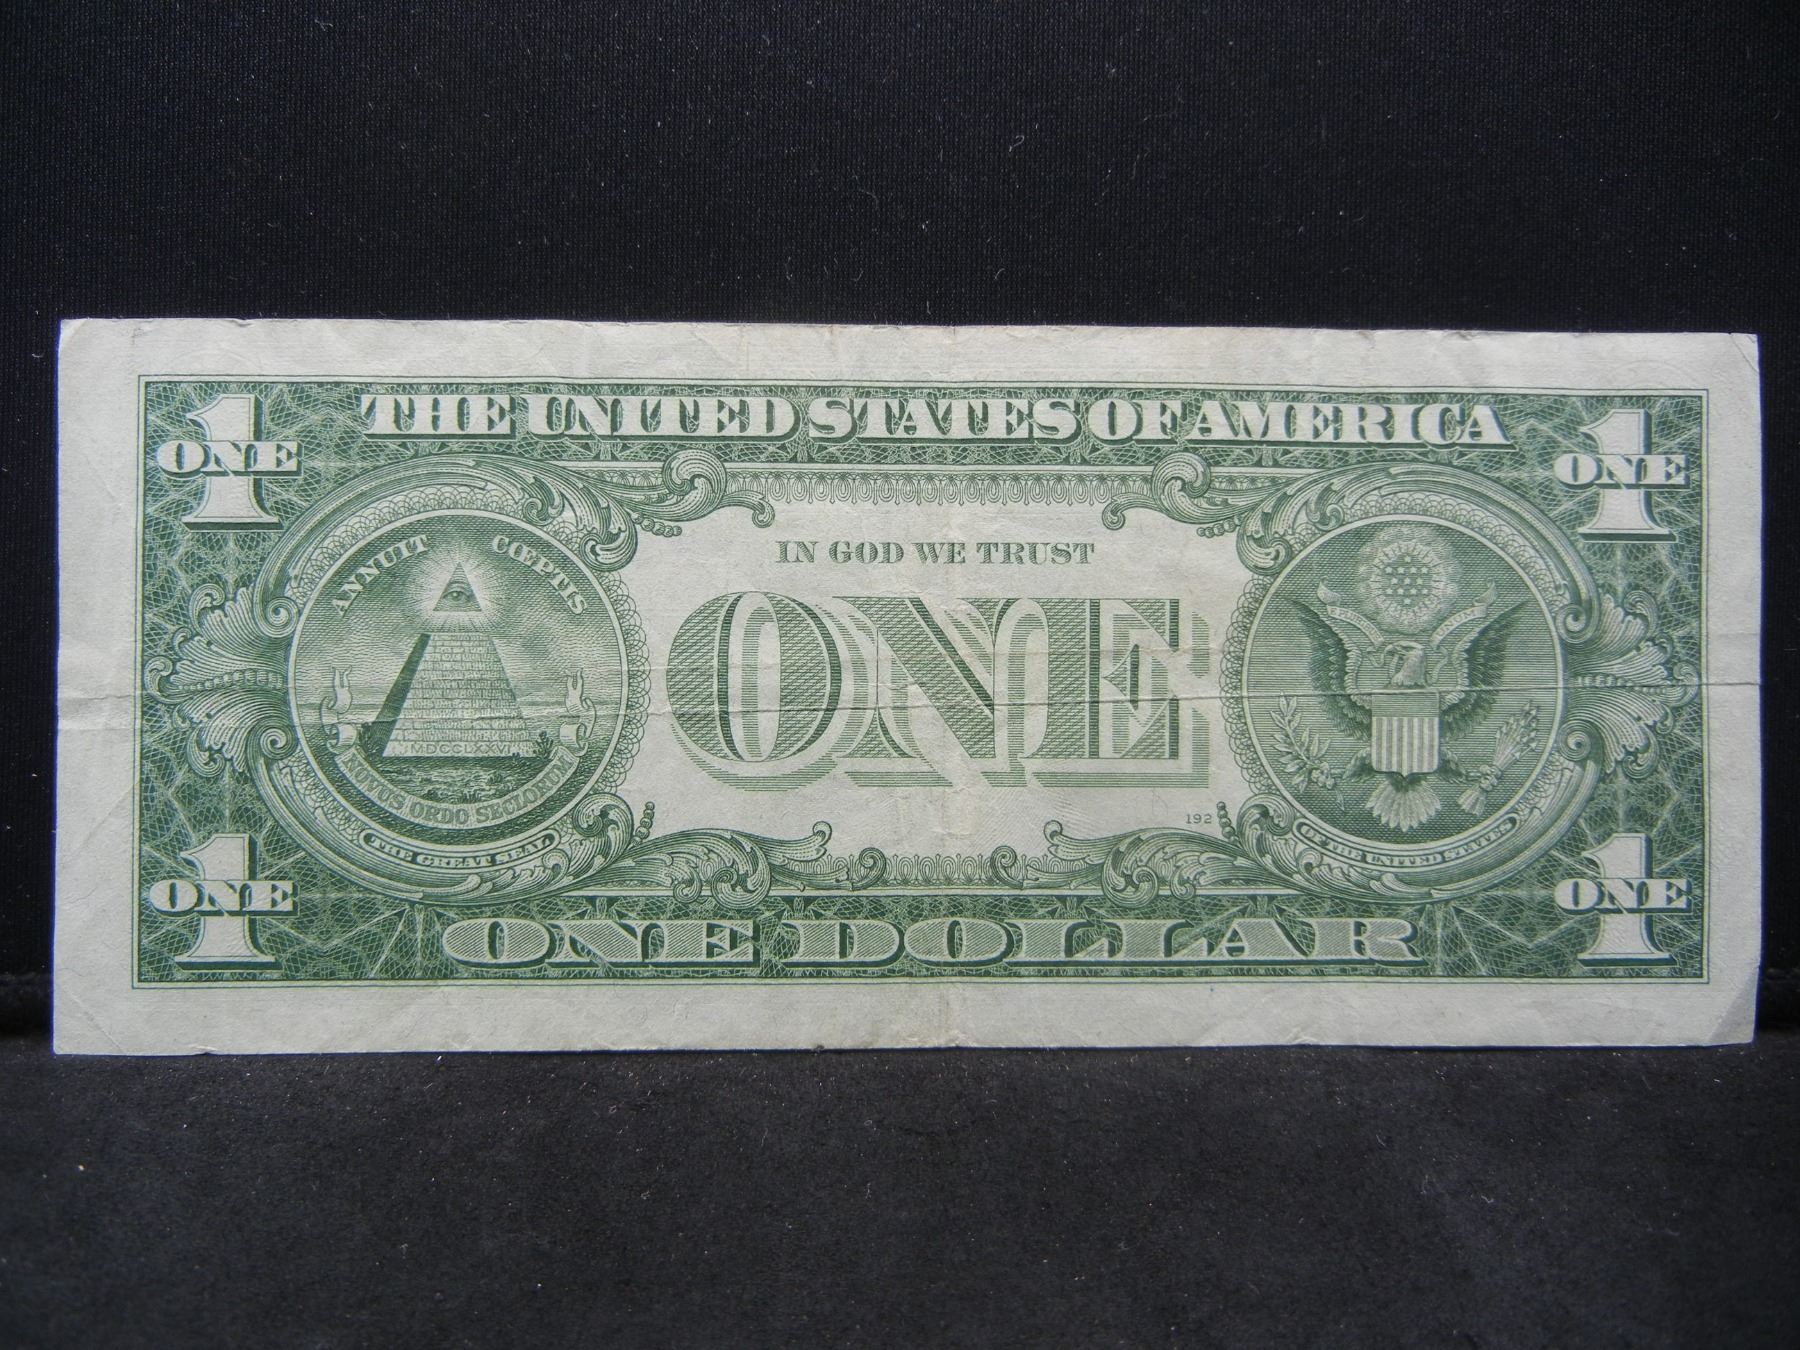 THE UNITED STATES OF AMERICA
1
ONE
1
ONE
ANNUIT CŒPTIS
IN GOD WE TRUST
ONE
MDCCLXXVI
NOVUS ORDO SECLORUM
THE GREAT SEAL
192
OF THE UNITED STATES
1
ONE
1
ONE
ONE DOLLAR